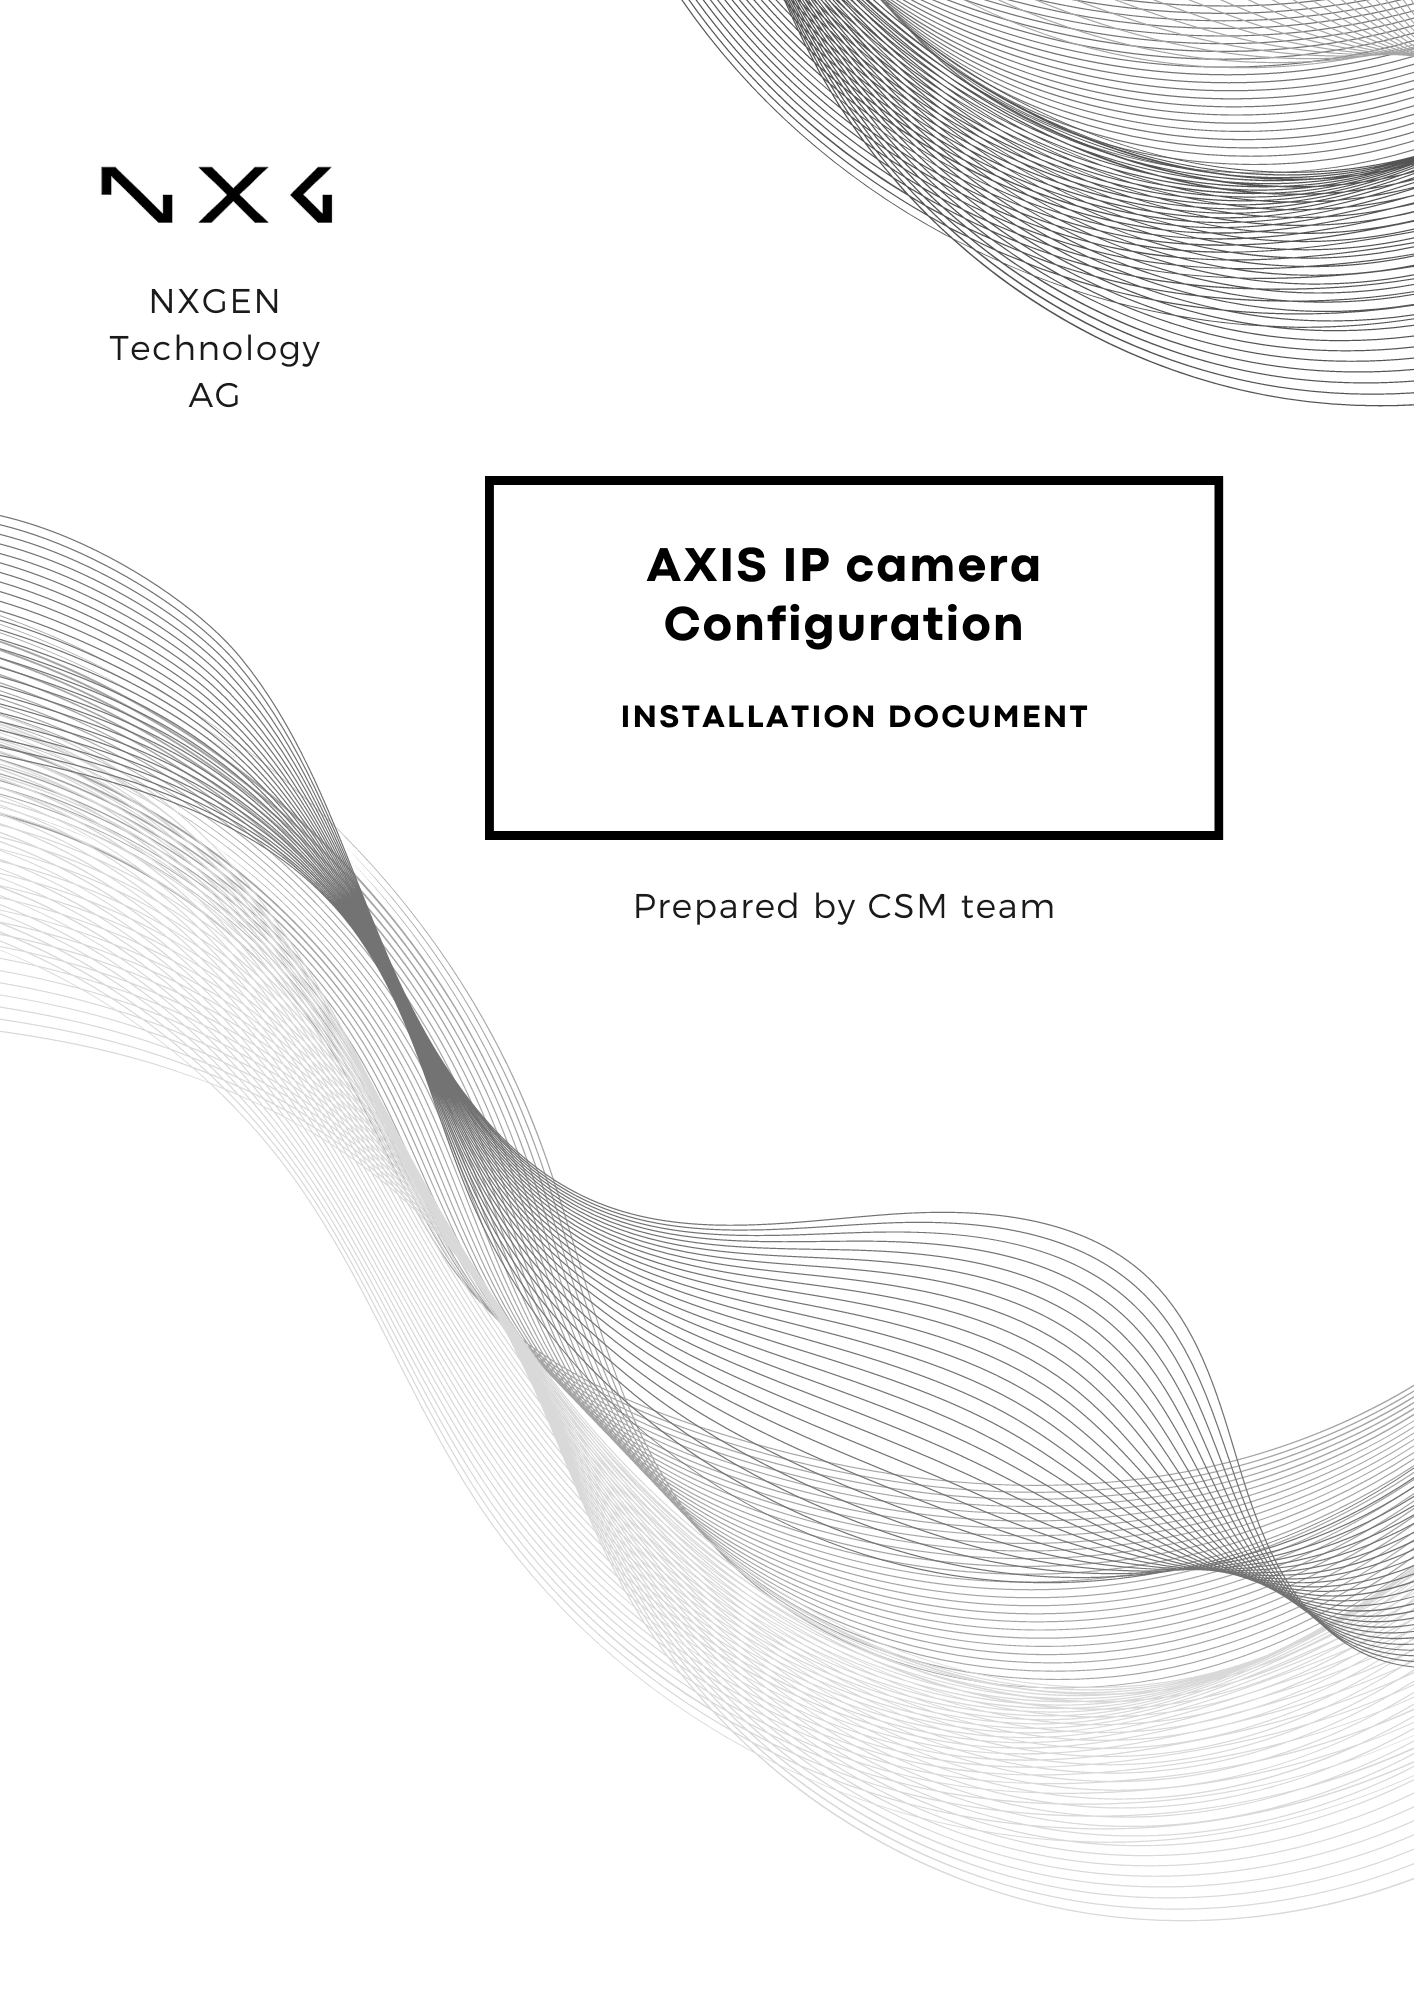 NXG
NXGEN
Technology
AG
AXIS IP camera
Configuration
INSTALLATION DOCUMENT
Prepared by CSM team